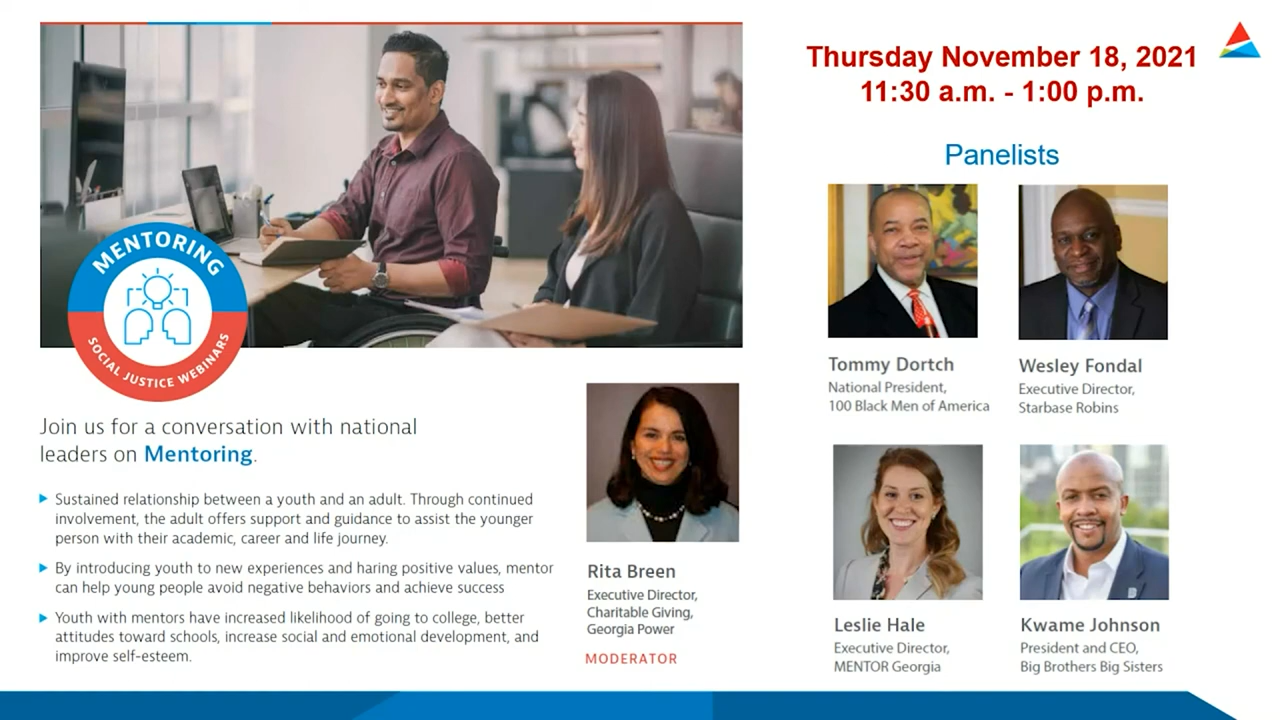 MENTORING
SOCIAL JUSTICE WEBINARS
Join us for a conversation with national
leaders on Mentoring.
Sustained relationship between a youth and an adult. Through continued
involvement, the adult offers support and guidance to assist the younger
person with their academic, career and life journey.
By introducing youth to new experiences and haring positive values, mentor
can help young people avoid negative behaviors and achieve success
Youth with mentors have increased likelihood of going to college, better
attitudes toward schools, increase social and emotional development, and
improve self-esteem.
Rita Breen
Executive Director,
Charitable Giving,
Georgia Power
MODERATOR
Thursday November 18, 2021
11:30 a.m. - 1:00 p.m.
Panelists
Tommy Dortch
National President,
100 Black Men of America
Wesley Fondal
Executive Director,
Starbase Robins
Leslie Hale
Executive Director,
MENTOR Georgia
Kwame Johnson
President and CEO,
Big Brothers Big Sisters